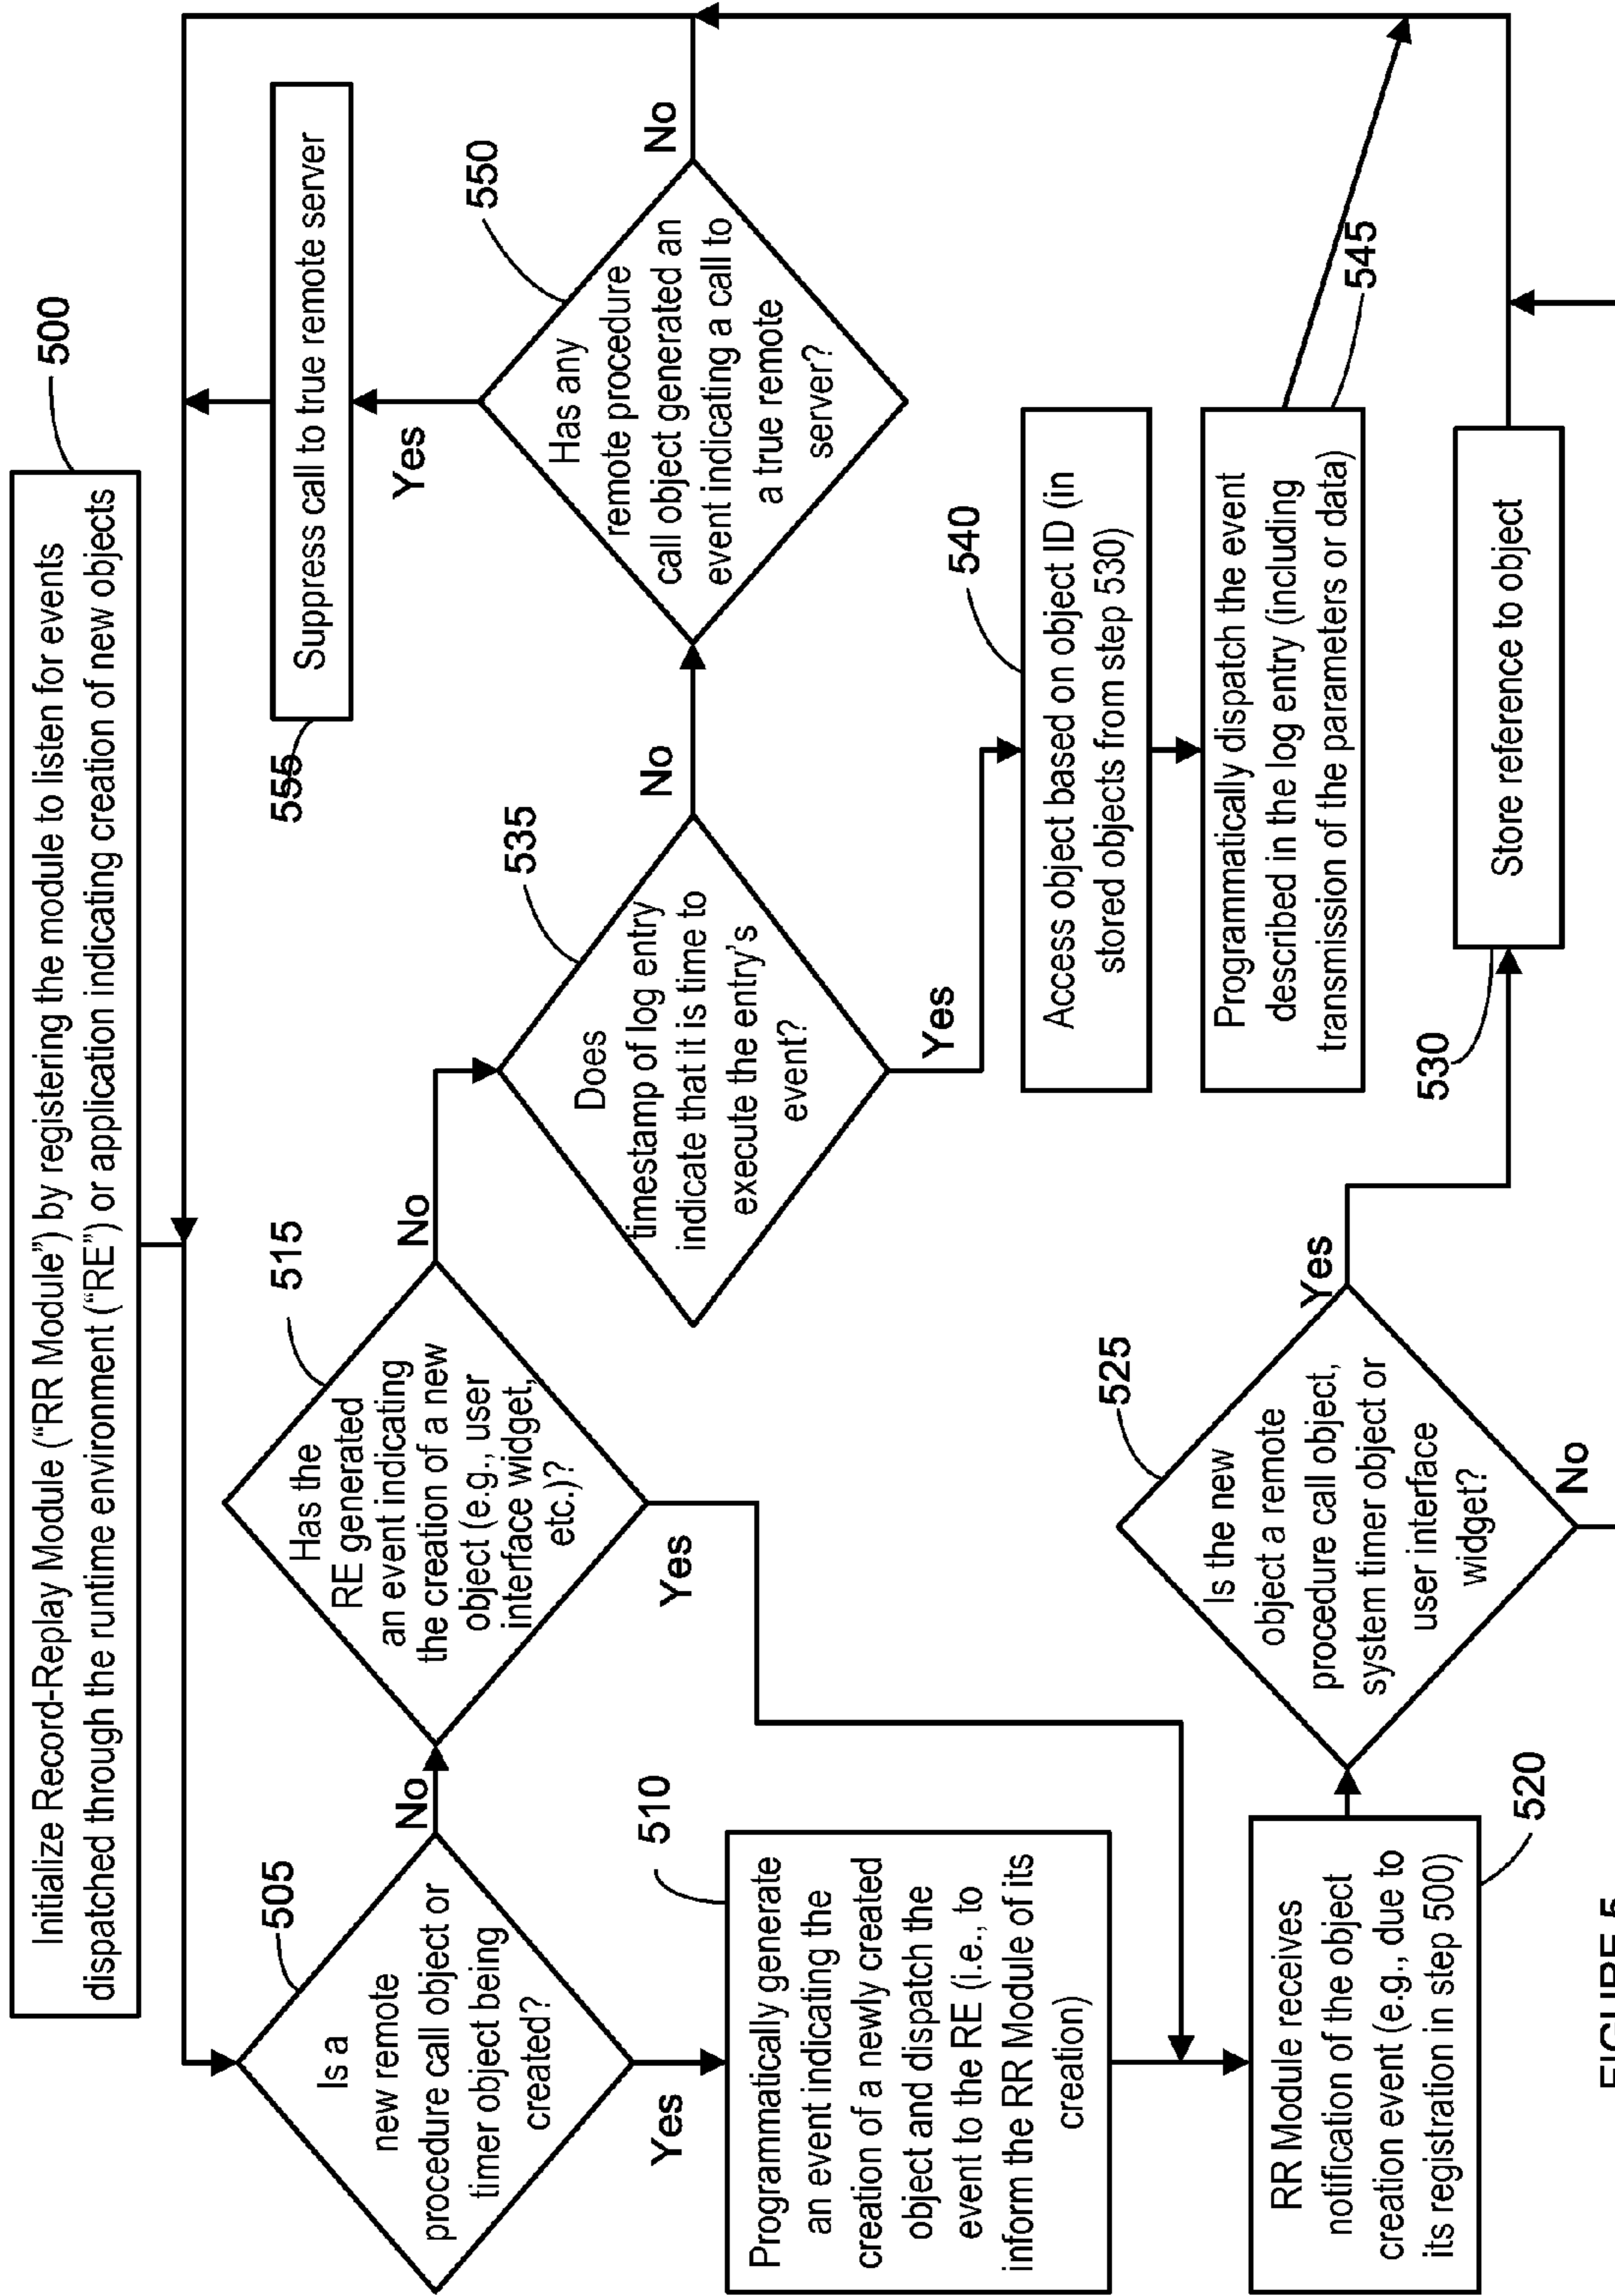 Initialize Record-Replay Module (“RR Module”) by registering the module to listen for events
dispatched through the runtime environment (“RE”) or application indicating creation of new objects
500
Is a
new remote
procedure call object or
timer object being
created?
505
No
Yes
Programmatically generate
an event indicating the
creation of a newly created
object and dispatch the
event to the RE (i.e., to
inform the RR Module of its
creation)
510
Has the
RE generated
an event indicating
the creation of a new
object (e.g., user
interface widget,
etc.)?
515
No
Yes
RR Module receives
notification of the object
creation event (e.g., due to
its registration in step 500)
520
Is the new
object a remote
procedure call object,
system timer object or
user interface
widget?
525
Yes
No
Store reference to object
530
Does
timestamp of log entry
indicate that it is time to
execute the entry’s
event?
535
No
Yes
Access object based on object ID (in
stored objects from step 530)
540
Programmatically dispatch the event
described in the log entry (including
transmission of the parameters or data)
545
Has any
remote procedure
call object generated an
event indicating a call to
a true remote
server?
550
No
Yes
Suppress call to true remote server
555
FIGURE 5